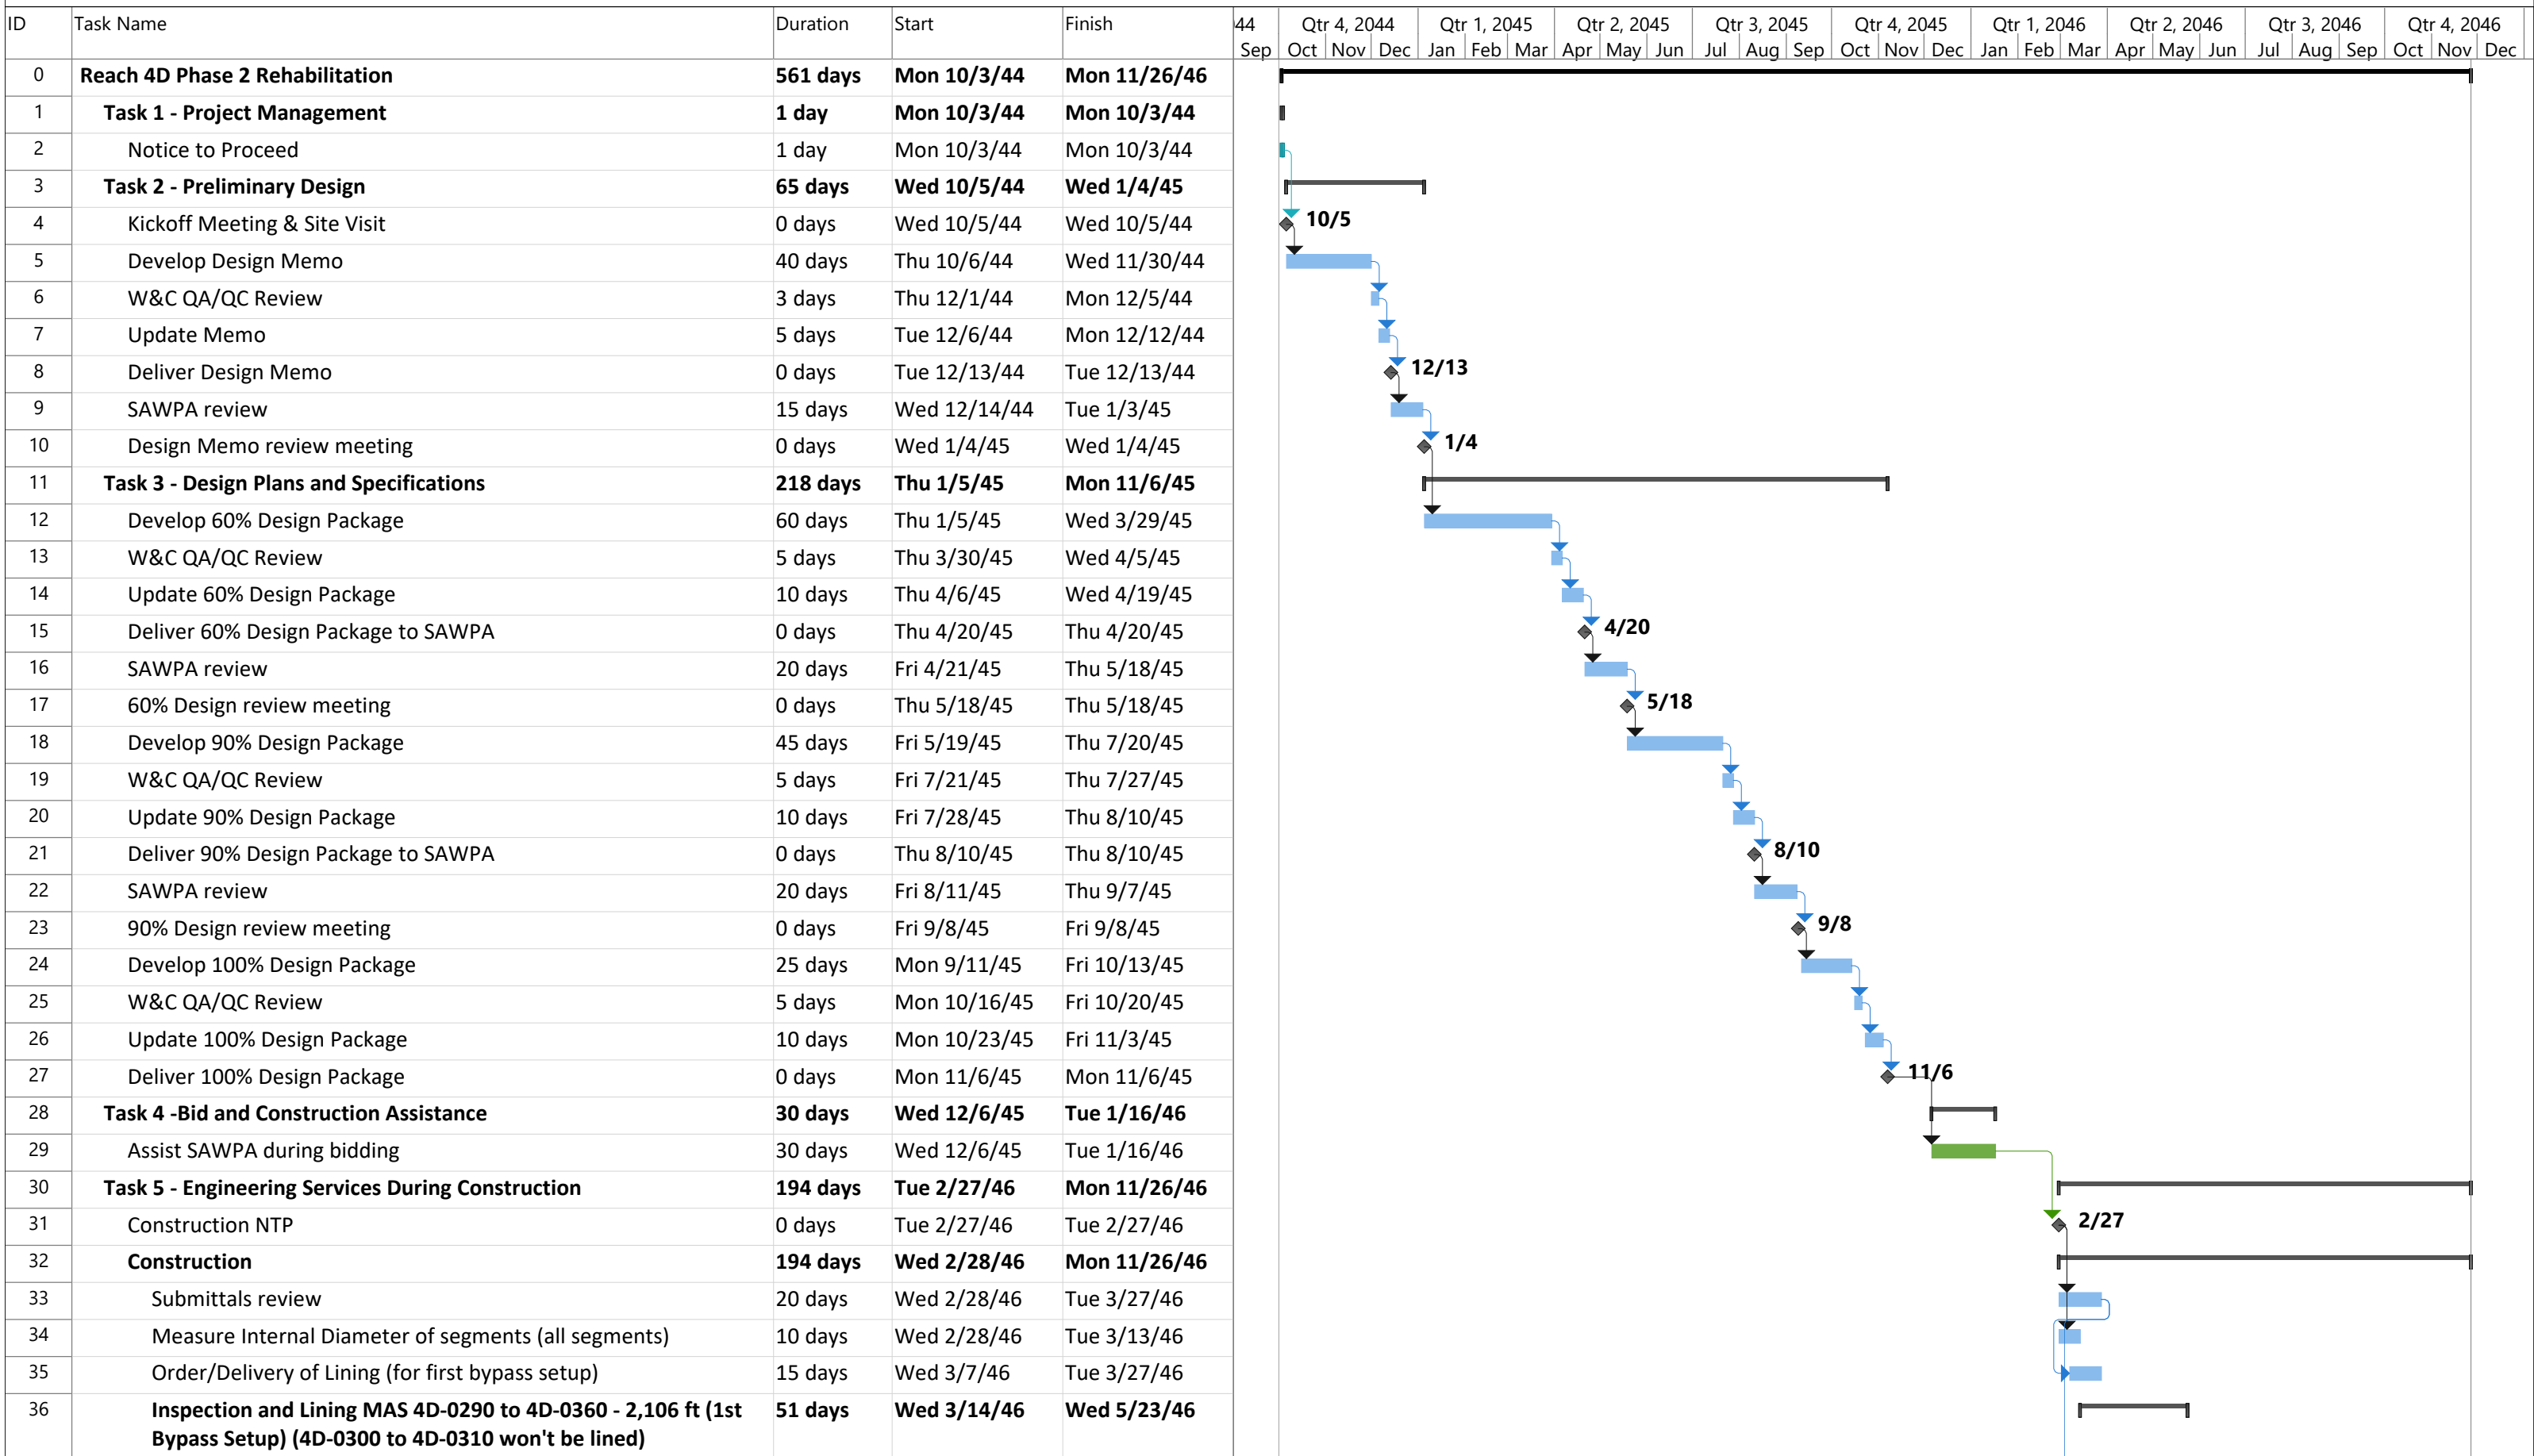 ID Task Name Duration Start Finish 44 Qtr 4, 2044 Qtr 1, 2045 Qtr 2, 2045 Qtr 3, 2045 Qtr 4, 2045 Qtr 1, 2046 Qtr 2, 2046 Qtr 3, 2046 Qtr 4, 2046
Sep Oct Nov Dec Jan Feb Mar Apr May Jun Jul Aug Sep Oct Nov Dec Jan Feb Mar Apr May Jun Jul Aug Sep Oct Nov Dec
0 Reach 4D Phase 2 Rehabilitation 561 days Mon 10/3/44 Mon 11/26/46
1 Task 1 - Project Management 1 day Mon 10/3/44 Mon 10/3/44
2 Notice to Proceed 1 day Mon 10/3/44 Mon 10/3/44
3 Task 2 - Preliminary Design 65 days Wed 10/5/44 Wed 1/4/45
4 Kickoff Meeting & Site Visit 0 days Wed 10/5/44 Wed 10/5/44 10/5
5 Develop Design Memo 40 days Thu 10/6/44 Wed 11/30/44
6 W&C QA/QC Review 3 days Thu 12/1/44 Mon 12/5/44
7 Update Memo 5 days Tue 12/6/44 Mon 12/12/44
8 Deliver Design Memo 0 days Tue 12/13/44 Tue 12/13/44 12/13
9 SAWPA review 15 days Wed 12/14/44 Tue 1/3/45
10 Design Memo review meeting 0 days Wed 1/4/45 Wed 1/4/45 1/4
11 Task 3 - Design Plans and Specifications 218 days Thu 1/5/45 Mon 11/6/45
12 Develop 60% Design Package 60 days Thu 1/5/45 Wed 3/29/45
13 W&C QA/QC Review 5 days Thu 3/30/45 Wed 4/5/45
14 Update 60% Design Package 10 days Thu 4/6/45 Wed 4/19/45
15 Deliver 60% Design Package to SAWPA 0 days Thu 4/20/45 Thu 4/20/45 4/20
16 SAWPA review 20 days Fri 4/21/45 Thu 5/18/45
17 60% Design review meeting 0 days Thu 5/18/45 Thu 5/18/45 5/18
18 Develop 90% Design Package 45 days Fri 5/19/45 Thu 7/20/45
19 W&C QA/QC Review 5 days Fri 7/21/45 Thu 7/27/45
20 Update 90% Design Package 10 days Fri 7/28/45 Thu 8/10/45
21 Deliver 90% Design Package to SAWPA 0 days Thu 8/10/45 Thu 8/10/45 8/10
22 SAWPA review 20 days Fri 8/11/45 Thu 9/7/45
23 90% Design review meeting 0 days Fri 9/8/45 Fri 9/8/45 9/8
24 Develop 100% Design Package 25 days Mon 9/11/45 Fri 10/13/45
25 W&C QA/QC Review 5 days Mon 10/16/45 Fri 10/20/45
26 Update 100% Design Package 10 days Mon 10/23/45 Fri 11/3/45
27 Deliver 100% Design Package 0 days Mon 11/6/45 Mon 11/6/45 11/6
28 Task 4 -Bid and Construction Assistance 30 days Wed 12/6/45 Tue 1/16/46
29 Assist SAWPA during bidding 30 days Wed 12/6/45 Tue 1/16/46
30 Task 5 - Engineering Services During Construction 194 days Tue 2/27/46 Mon 11/26/46
31 Construction NTP 0 days Tue 2/27/46 Tue 2/27/46 2/27
32 Construction 194 days Wed 2/28/46 Mon 11/26/46
33 Submittals review 20 days Wed 2/28/46 Tue 3/27/46
34 Measure Internal Diameter of segments (all segments) 10 days Wed 2/28/46 Tue 3/13/46
35 Order/Delivery of Lining (for first bypass setup) 15 days Wed 3/7/46 Tue 3/27/46
36 Inspection and Lining MAS 4D-0290 to 4D-0360 - 2,106 ft (1st 51 days Wed 3/14/46 Wed 5/23/46
Bypass Setup) (4D-0300 to 4D-0310 won't be lined)